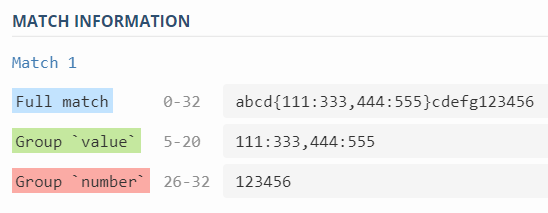 MATCH INFORMATION
Match 1
Full match 0-32 abcd{111:333,444:555}cdefg123456
Group `value` 5-20 111:333,444:555
Group `number` 26-32 123456